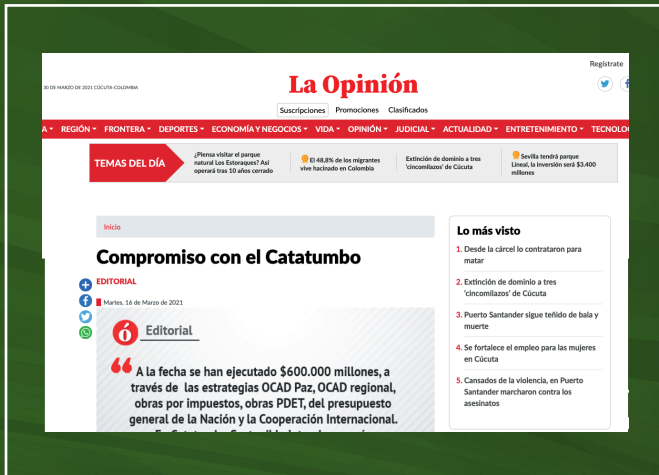 Regístrate
30 DE MARZO DE 2021 CÚCUTA-COLOMBIA
La Opinión
Suscripciones Promociones Clasificados
REGIÓN FRONTERA DEPORTES ECONOMÍA Y NEGOCIOS VIDA OPINIÓN JUDICIAL ACTUALIDAD ENTRETENIMIENTO
TEMAS DEL DÍA
¿Piensa visitar el parque
natural Los Estoraques? Así
operará tras 10 años cerrado
El 48,8% de los migrantes
vive hacinado en Colombia
Extinción de dominio a tres
'cincomilazos' de Cúcuta
Sevilla tendrá parque
Lineal, la inversión será $3.400
millones
Inicio
Compromiso con el Catatumbo
EDITORIAL
Martes, 16 de Marzo de 2021
ó Editorial
“ A la fecha se han ejecutado $600.000 millones, a
través de las estrategias OCAD Paz, OCAD regional,
obras por impuestos, obras PDET, del presupuesto
general de la Nación y la Cooperación Internacional.
Lo más visto
1. Desde la cárcel lo contrataron para
matar
2. Extinción de dominio a tres
'cincomilazos' de Cúcuta
3. Puerto Santander sigue teñido de bala y
muerte
4. Se fortalece el empleo para las mujeres
en Cúcuta
5. Cansados de la violencia, en Puerto
Santander marcharon contra los
asesinatos